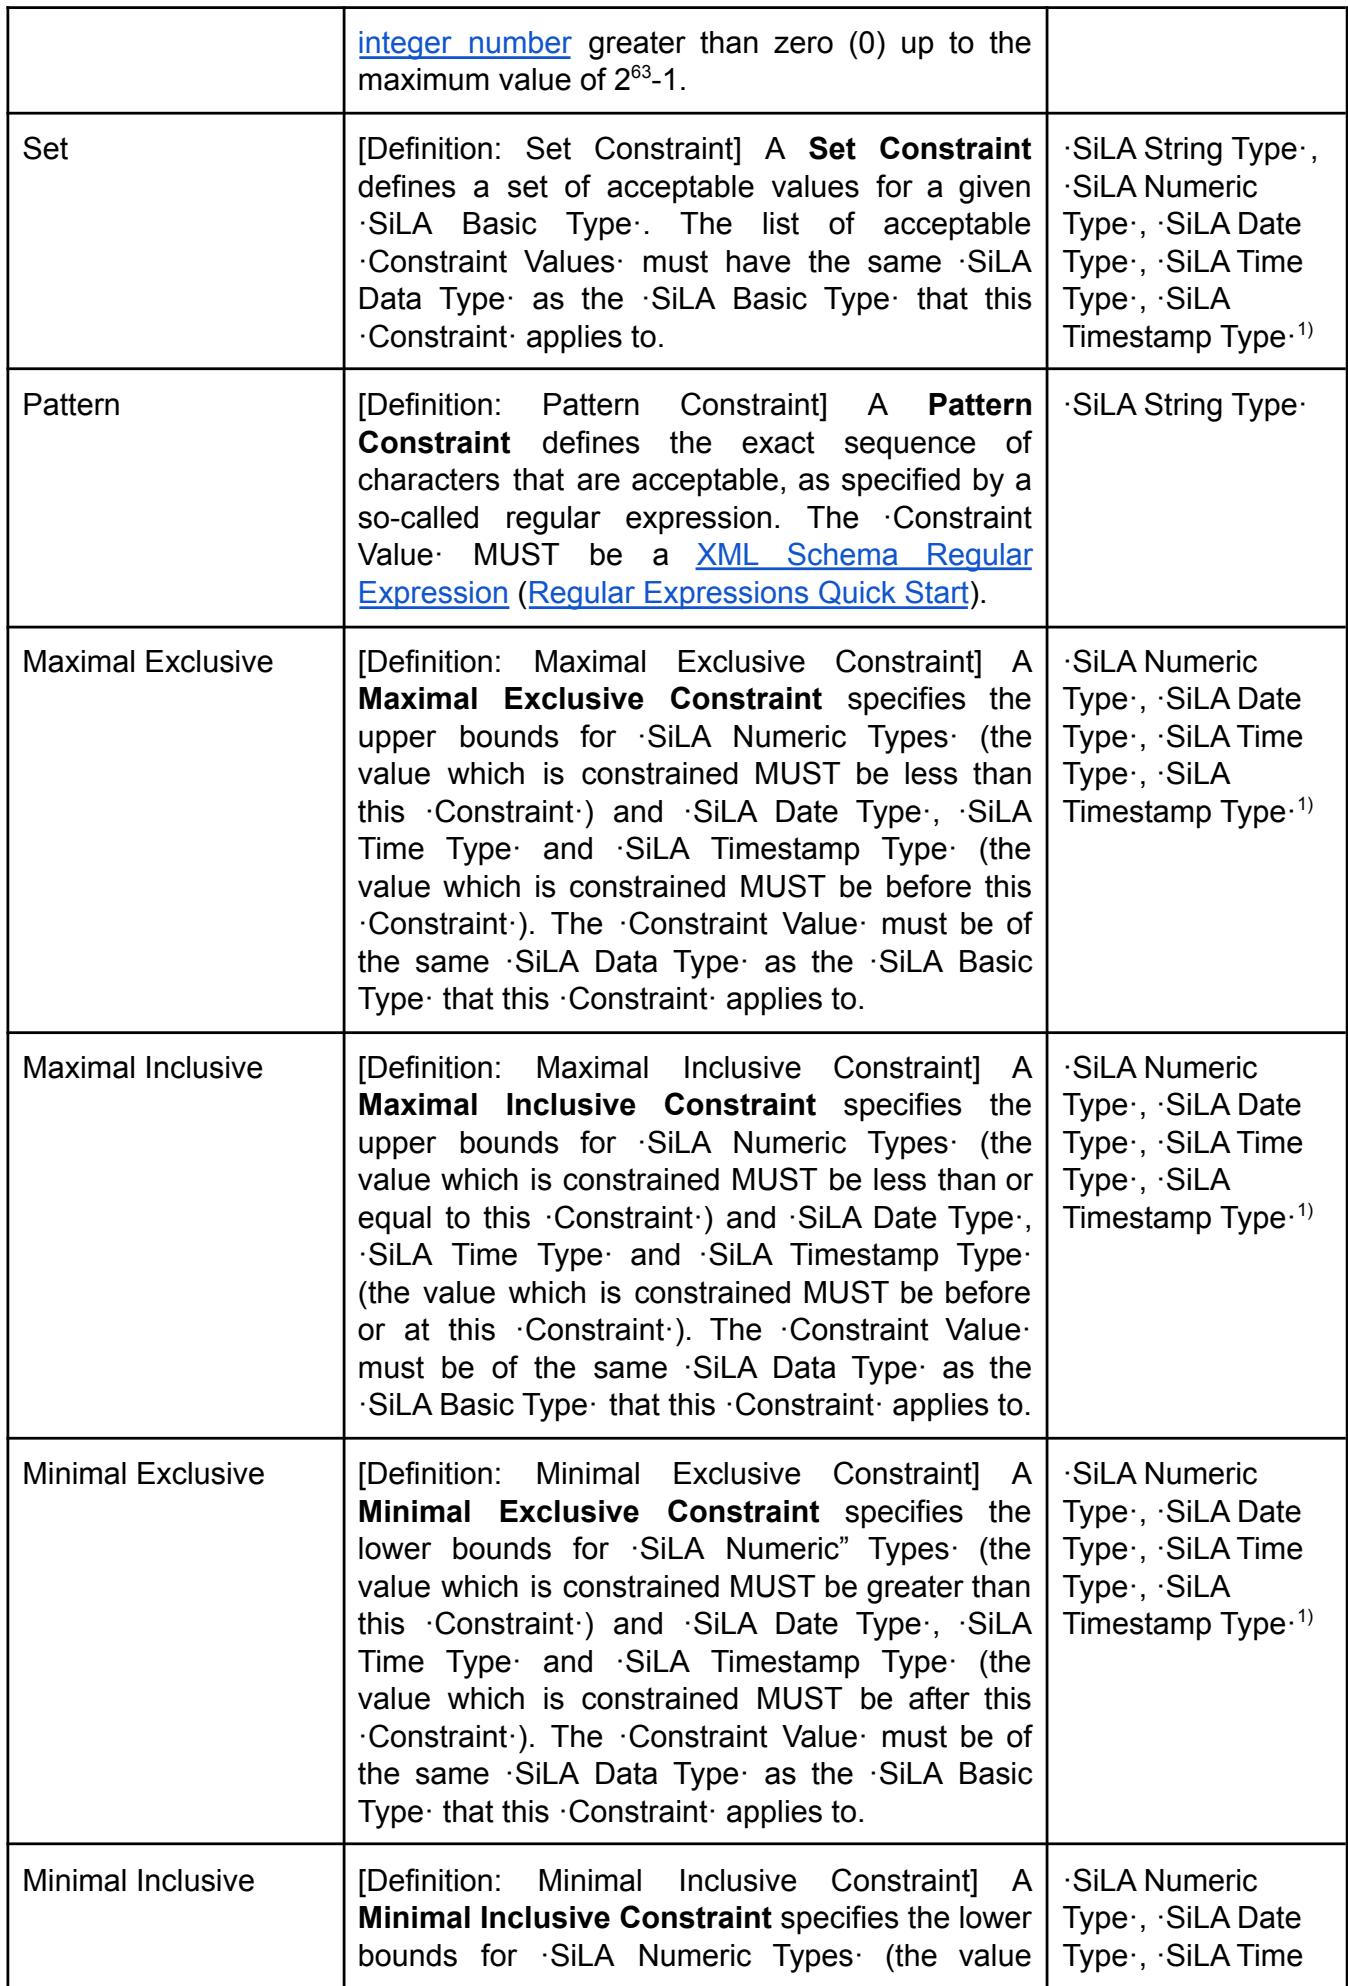 integer number greater than zero (0) up to the
maximum value of 2⁶³-1.
Set
[Definition: Set Constraint] A Set Constraint
defines a set of acceptable values for a given
·SiLA Basic Type·. The list of acceptable
·Constraint Values· must have the same ·SiLA
Data Type· as the ·SiLA Basic Type· that this
·Constraint· applies to.
·SiLA String Type·,
·SiLA Numeric
Type·, ·SiLA Date
Type·, ·SiLA Time
Type·, ·SiLA
Timestamp Type·¹⁾
Pattern
[Definition: Pattern Constraint] A Pattern
Constraint defines the exact sequence of
characters that are acceptable, as specified by a
so-called regular expression. The ·Constraint
Value· MUST be a XML Schema Regular
Expression (Regular Expressions Quick Start).
·SiLA String Type·
Maximal Exclusive
[Definition: Maximal Exclusive Constraint] A
Maximal Exclusive Constraint specifies the
upper bounds for ·SiLA Numeric Types· (the
value which is constrained MUST be less than
this ·Constraint·) and ·SiLA Date Type·, ·SiLA
Time Type· and ·SiLA Timestamp Type· (the
value which is constrained MUST be before this
·Constraint·). The ·Constraint Value· must be of
the same ·SiLA Data Type· as the ·SiLA Basic
Type· that this ·Constraint· applies to.
·SiLA Numeric
Type·, ·SiLA Date
Type·, ·SiLA Time
Type·, ·SiLA
Timestamp Type·¹⁾
Maximal Inclusive
[Definition: Maximal Inclusive Constraint] A
Maximal Inclusive Constraint specifies the
upper bounds for ·SiLA Numeric Types· (the
value which is constrained MUST be less than or
equal to this ·Constraint·) and ·SiLA Date Type·,
·SiLA Time Type· and ·SiLA Timestamp Type·
(the value which is constrained MUST be before
or at this ·Constraint·). The ·Constraint Value·
must be of the same ·SiLA Data Type· as the
·SiLA Basic Type· that this ·Constraint· applies to.
·SiLA Numeric
Type·, ·SiLA Date
Type·, ·SiLA Time
Type·, ·SiLA
Timestamp Type·¹⁾
Minimal Exclusive
[Definition: Minimal Exclusive Constraint] A
Minimal Exclusive Constraint specifies the
lower bounds for ·SiLA Numeric” Types· (the
value which is constrained MUST be greater than
this ·Constraint·) and ·SiLA Date Type·, ·SiLA
Time Type· and ·SiLA Timestamp Type· (the
value which is constrained MUST be after this
·Constraint·). The ·Constraint Value· must be of
the same ·SiLA Data Type· as the ·SiLA Basic
Type· that this ·Constraint· applies to.
·SiLA Numeric
Type·, ·SiLA Date
Type·, ·SiLA Time
Type·, ·SiLA
Timestamp Type·¹⁾
Minimal Inclusive
[Definition: Minimal Inclusive Constraint] A
Minimal Inclusive Constraint specifies the lower
bounds for ·SiLA Numeric Types· (the value
·SiLA Numeric
Type·, ·SiLA Date
Type·, ·SiLA Time